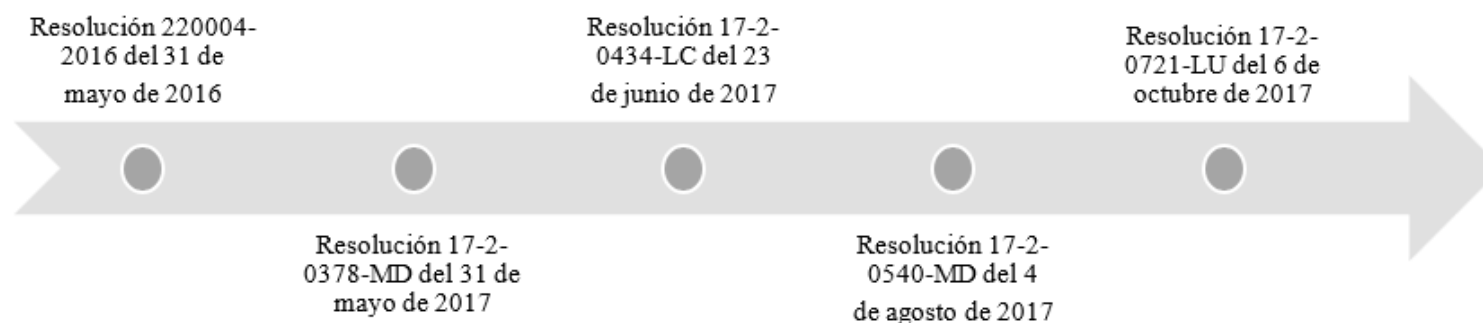 Resolución 220004-
2016 del 31 de
mayo de 2016
Resolución 17-2-
0378-MD del 31 de
mayo de 2017
Resolución 17-2-
0434-LC del 23
de junio de 2017
Resolución 17-2-
0540-MD del 4
de agosto de 2017
Resolución 17-2-
0721-LU del 6 de
octubre de 2017